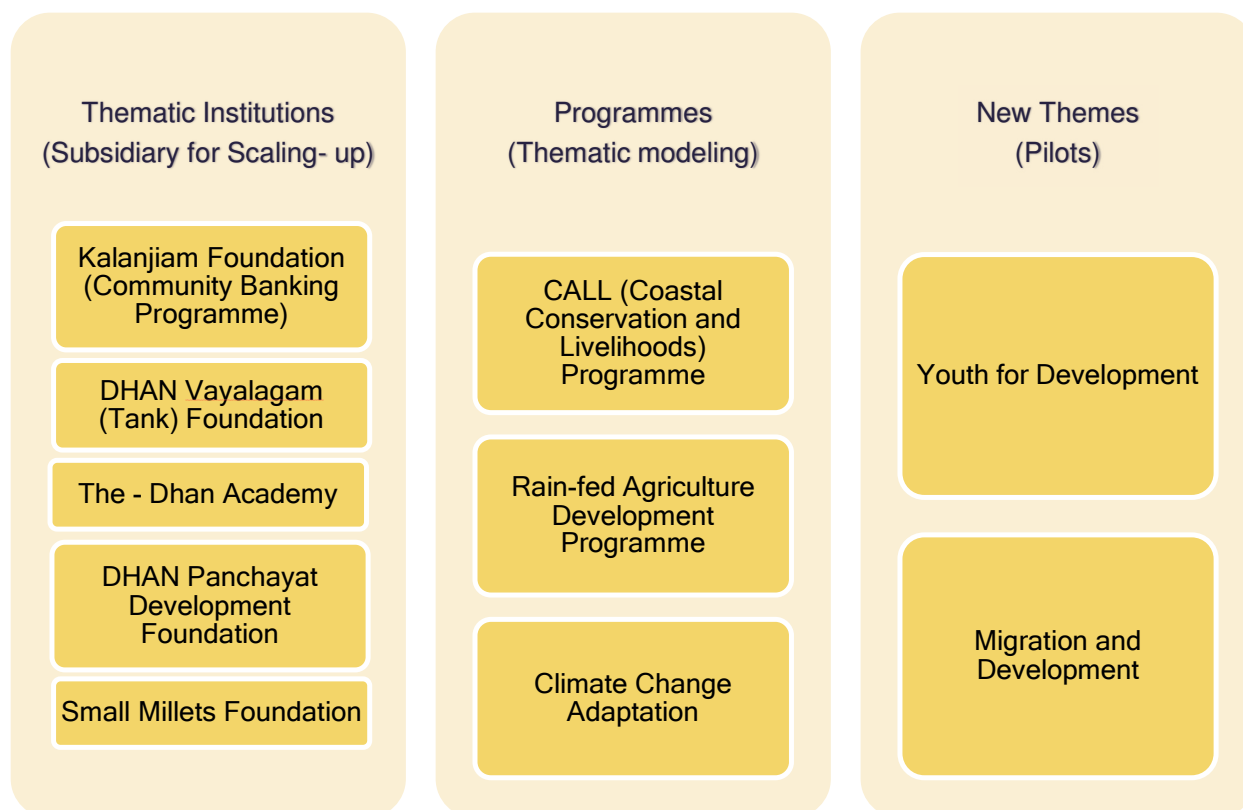 Thematic Institutions
(Subsidiary for Scaling- up)
Kalanjiam Foundation
(Community Banking
Programme)
DHAN Vayalagam
(Tank) Foundation
The - Dhan Academy
DHAN Panchayat
Development
Foundation
Small Millets Foundation
Programmes
(Thematic modeling)
CALL (Coastal
Conservation and
Livelihoods)
Programme
Rain-fed Agriculture
Development
Programme
Climate Change
Adaptation
New Themes
(Pilots)
Youth for Development
Migration and
Development